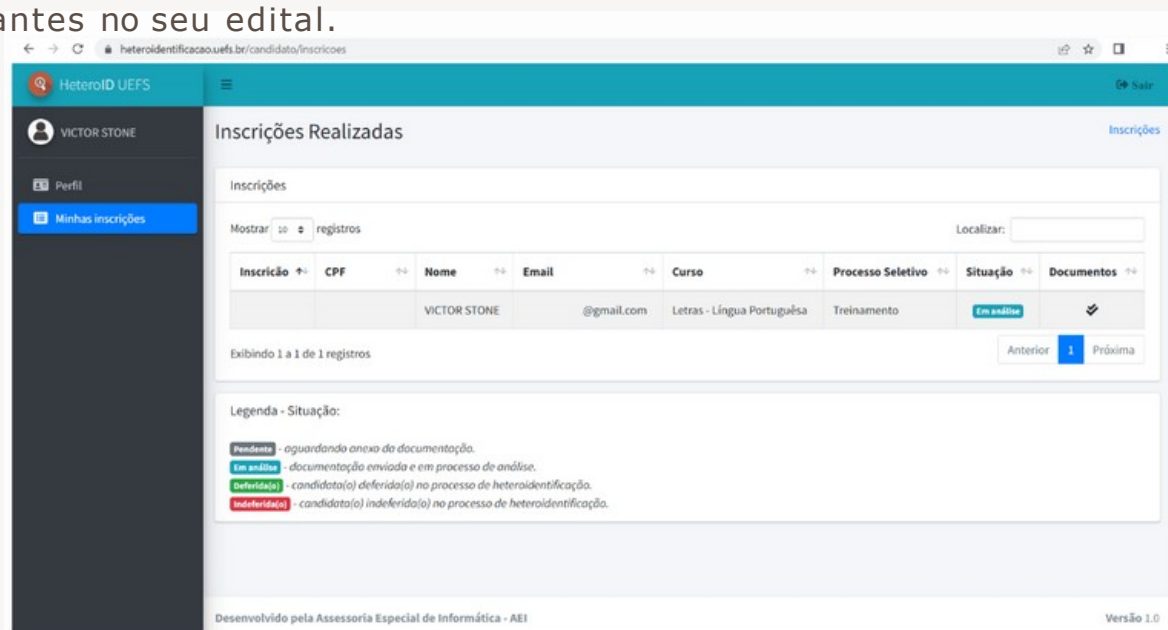 antes no seu edital.
heteroidentificacao.uefs.br/candidato/inscricoes
HeteroID UEFS
Sair
VICTOR STONE
Inscrições Realizadas
Inscrições
Perfil
Minhas inscrições
Inscrições
Mostrar 10 registros
Localizar:
Inscricão CPF Nome Email Curso Processo Seletivo Situação Documentos
VICTOR STONE @gmail.com Letras - Língua Portuguêsa Treinamento Em análise
Exibindo 1 a 1 de 1 registros
Anterior 1 Próxima
Legenda - Situação:
Pendente - aguardando anexo da documentação.
Em análise - documentação enviada e em processo de análise.
Deferida(o) - candidata(o) deferida(o) no processo de heteroidentificação.
Indeferida(o) - candidata(o) indeferida(o) no processo de heteroidentificação.
Desenvolvido pela Assessoria Especial de Informática - AEI
Versão 1.0